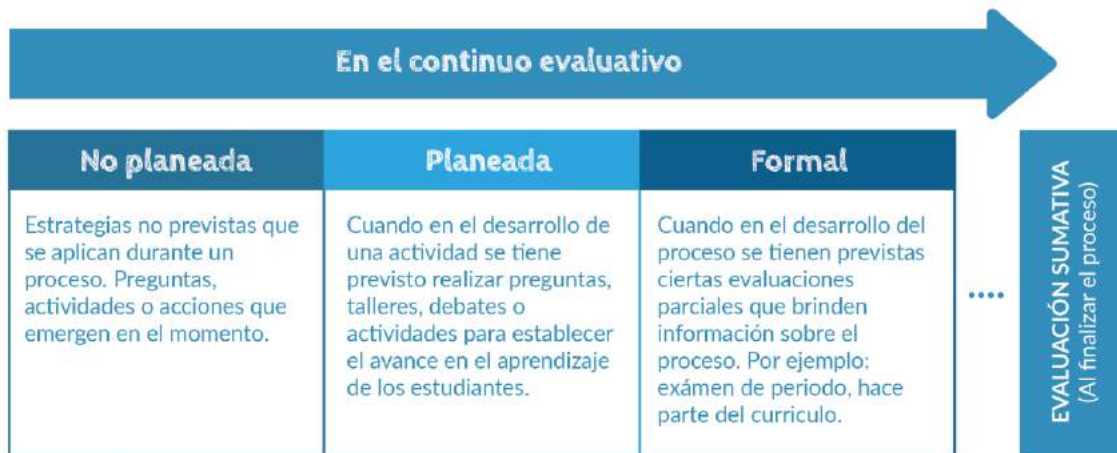 En el continuo evaluativo
No planeada
Estrategias no previstas que
se aplican durante un
proceso. Preguntas,
actividades o acciones que
emergen en el momento.
Planeada
Cuando en el desarrollo de
una actividad se tiene
previsto realizar preguntas,
talleres, debates o
actividades para establecer
el avance en el aprendizaje
de los estudiantes.
Formal
Cuando en el desarrollo del
proceso se tienen previstas
ciertas evaluaciones
parciales que brinden
información sobre el
proceso. Por ejemplo:
exámen de periodo, hace
parte del curriculo.
....
EVALUACIÓN SUMATIVA
(Al finalizar el proceso)